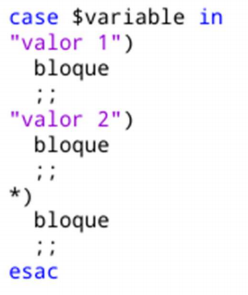 case $variable in
"valor 1")
bloque
;;
"valor 2")
bloque
;;
*)
bloque
;;
esac